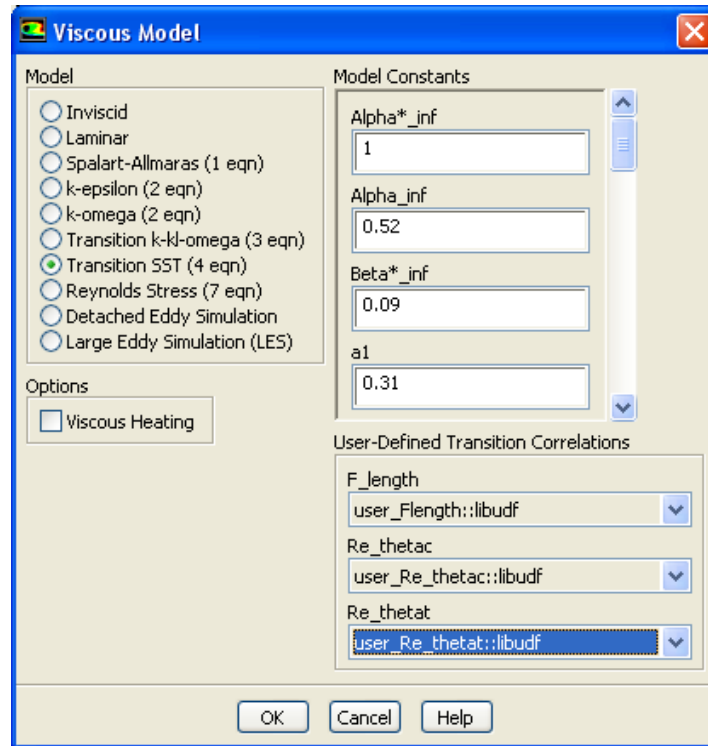 Viscous Model
Model
Inviscid
Laminar
Spalart-Allmaras (1 eqn)
k-epsilon (2 eqn)
k-omega (2 eqn)
Transition k-kl-omega (3 eqn)
Transition SST (4 eqn)
Reynolds Stress (7 eqn)
Detached Eddy Simulation
Large Eddy Simulation (LES)
Options
Viscous Heating
Model Constants
Alpha*_inf
1
Alpha_inf
0.52
Beta*_inf
0.09
a1
0.31
User-Defined Transition Correlations
F_length
user_Flength::libudf
Re_thetac
user_Re_thetac::libudf
Re_thetat
user_Re_thetat::libudf
OK Cancel Help